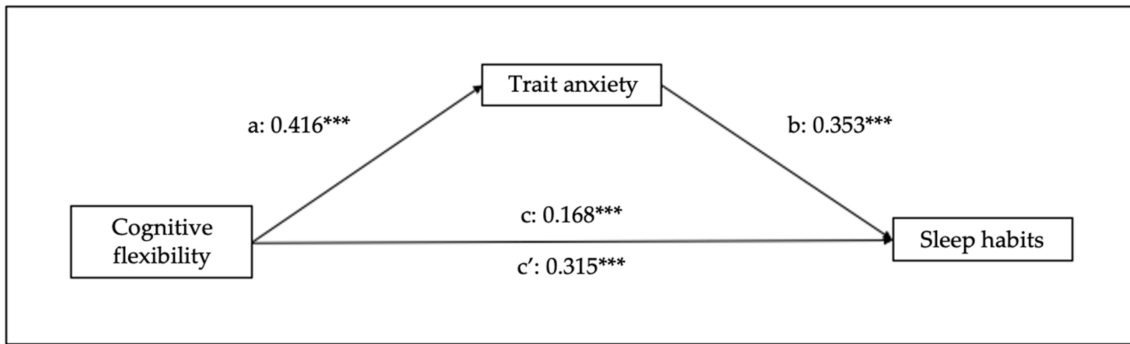 Trait anxiety
a: 0.416***
b: 0.353***
Cognitive
flexibility
c: 0.168***
c′: 0.315***
Sleep habits